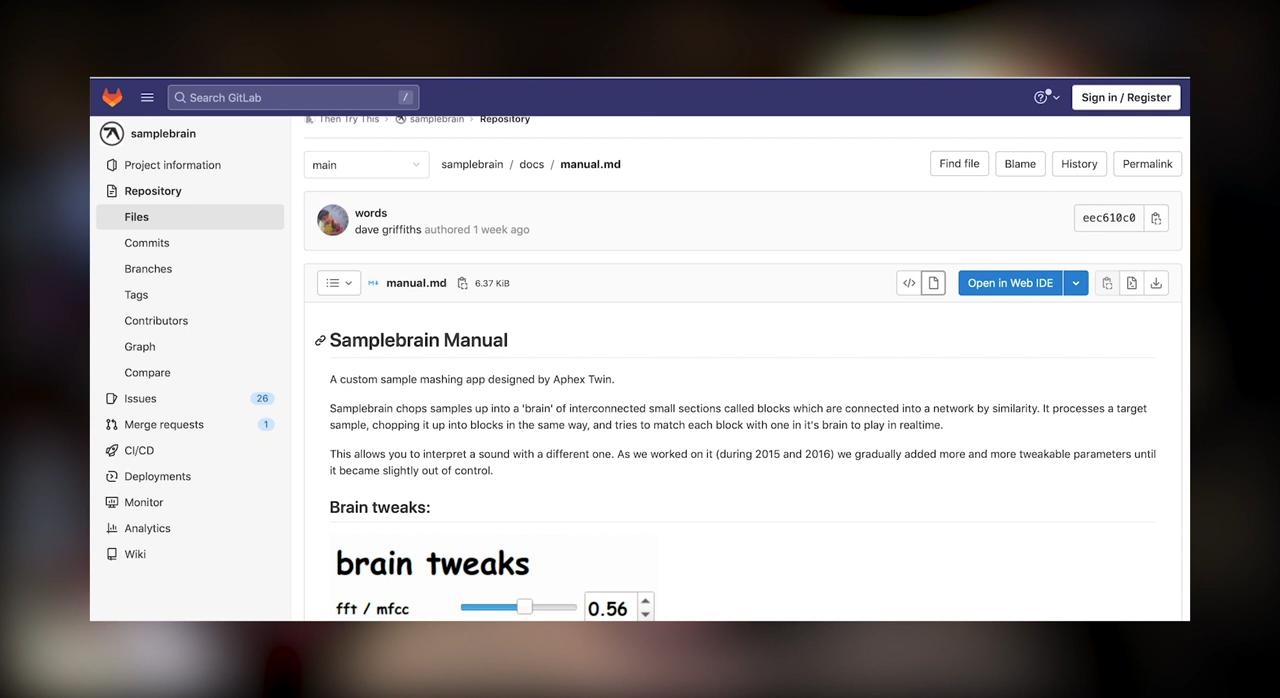 Search GitLab /
Sign in / Register
samplebrain
Then Try This › samplebrain › Repository
Project information
main
samplebrain / docs / manual.md
Find file
Blame
History
Permalink
Repository
Files
words
dave griffiths authored 1 week ago
eec610c0
Commits
Branches
Tags
Contributors
Graph
Compare
Issues 26
Merge requests 1
CI/CD
Deployments
Monitor
Analytics
Wiki
M↓ manual.md 6.37 KiB
Open in Web IDE
Samplebrain Manual
A custom sample mashing app designed by Aphex Twin.
Samplebrain chops samples up into a 'brain' of interconnected small sections called blocks which are connected into a network by similarity. It processes a target
sample, chopping it up into blocks in the same way, and tries to match each block with one in it's brain to play in realtime.
This allows you to interpret a sound with a different one. As we worked on it (during 2015 and 2016) we gradually added more and more tweakable parameters until
it became slightly out of control.
Brain tweaks:
brain tweaks
fft / mfcc 0.56